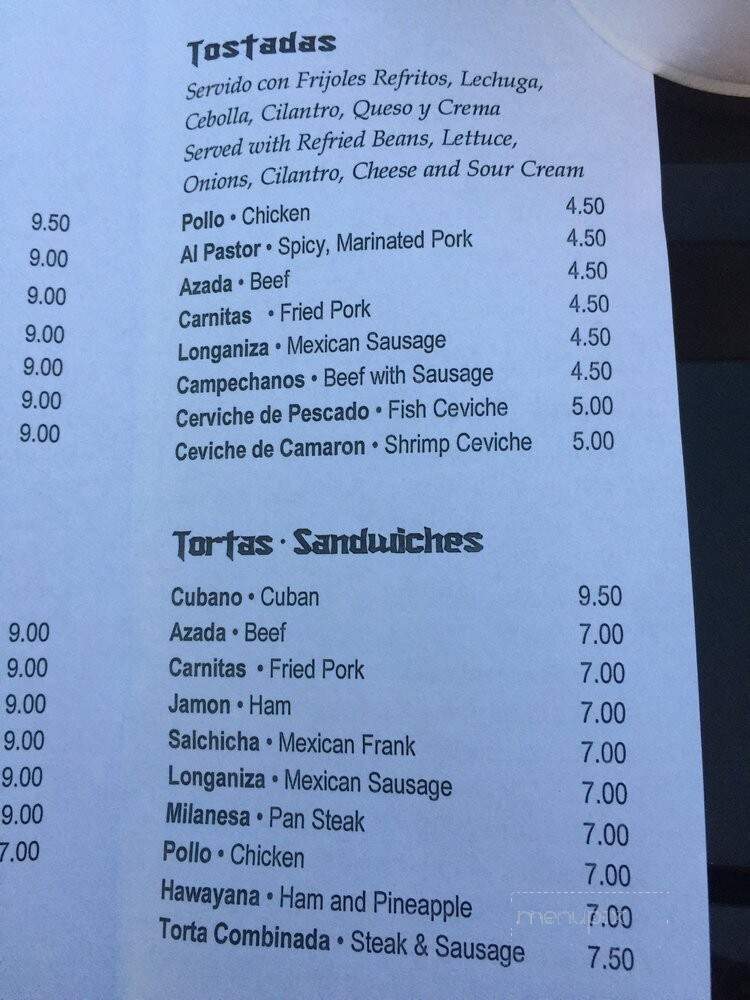 Tostadas
Servido con Frijoles Refritos, Lechuga,
Cebolla, Cilantro, Queso y Crema
Served with Refried Beans, Lettuce,
Onions, Cilantro, Cheese and Sour Cream
Pollo • Chicken 4.50
Al Pastor • Spicy, Marinated Pork 4.50
Azada • Beef 4.50
Carnitas • Fried Pork 4.50
Longaniza • Mexican Sausage 4.50
Campechanos • Beef with Sausage 4.50
Cerviche de Pescado • Fish Ceviche 5.00
Ceviche de Camaron • Shrimp Ceviche 5.00
Tortas • Sandwiches
Cubano • Cuban 9.50
Azada • Beef 7.00
Carnitas • Fried Pork 7.00
Jamon • Ham 7.00
Salchicha • Mexican Frank 7.00
Longaniza • Mexican Sausage 7.00
Milanesa • Pan Steak 7.00
Pollo • Chicken 7.00
Hawayana • Ham and Pineapple 7.00
Torta Combinada • Steak & Sausage 7.50
9.50
9.00
9.00
9.00
9.00
9.00
9.00
9.00
9.00
9.00
9.00
9.00
9.00
7.00